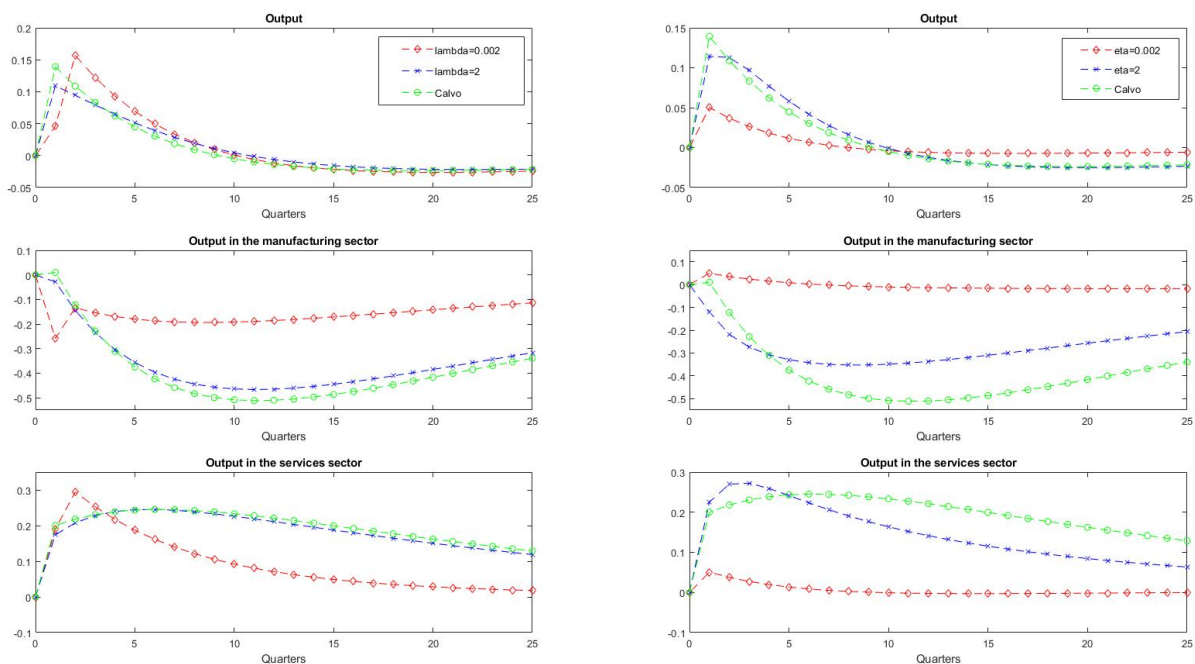 Output
0.2
0.15
0.1
0.05
0
-0.05
0 5 10 15 20 25
Quarters
lambda=0.002
lambda=2
Calvo
Output
0.15
0.1
0.05
0
-0.05
0 5 10 15 20 25
Quarters
eta=0.002
eta=2
Calvo
Output in the manufacturing sector
0.1
0
-0.1
-0.2
-0.3
-0.4
-0.5
0 5 10 15 20 25
Quarters
Output in the manufacturing sector
0.1
0
-0.1
-0.2
-0.3
-0.4
-0.5
0 5 10 15 20 25
Quarters
Output in the services sector
0.3
0.2
0.1
0
-0.1
0 5 10 15 20 25
Quarters
Output in the services sector
0.3
0.2
0.1
0
-0.1
0 5 10 15 20 25
Quarters